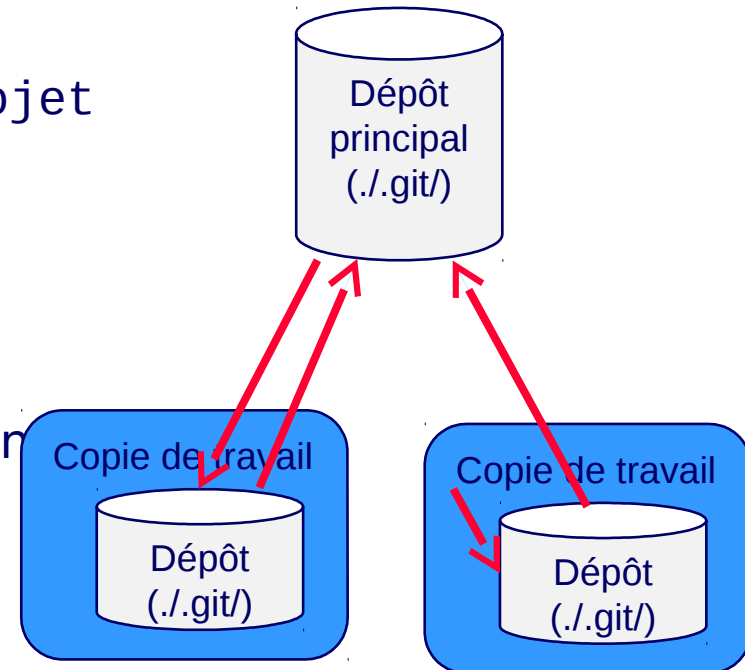 ojet
Dépôt
principal
(./.git/)
Copie de travail
Dépôt
(./.git/)
Copie de travail
Dépôt
(./.git/)